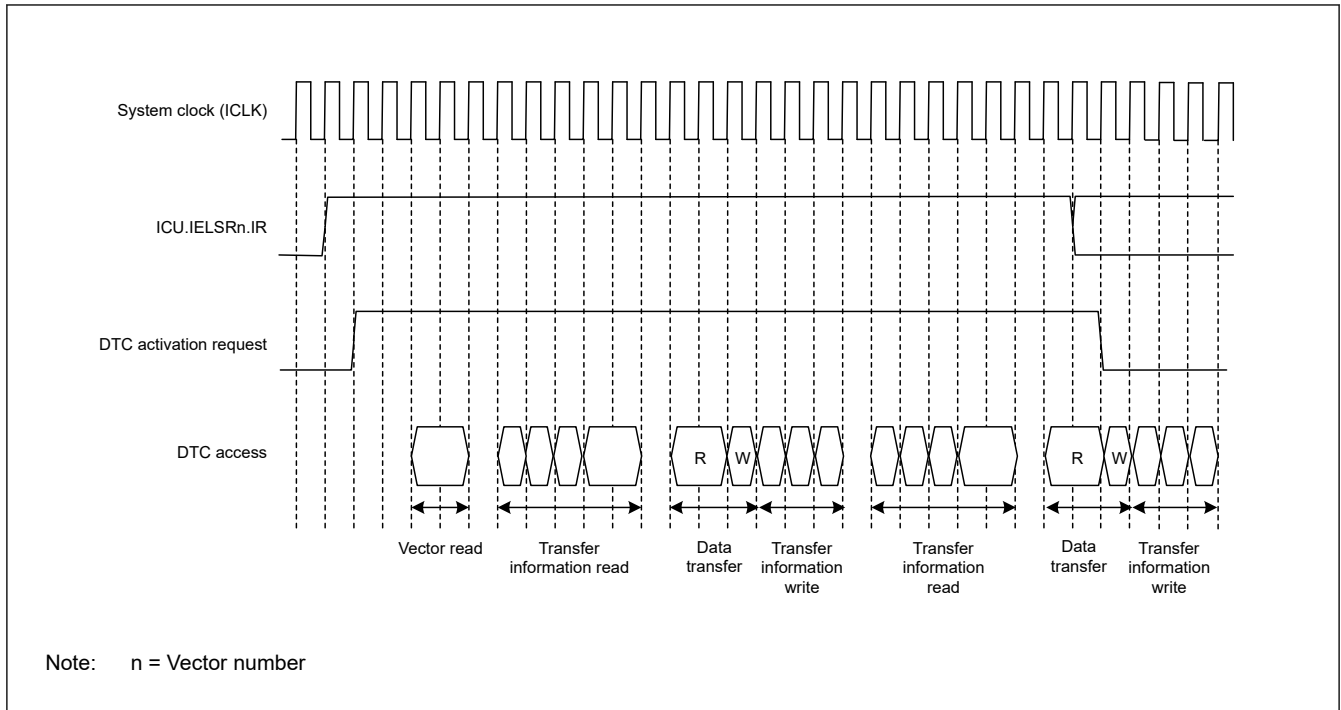 System clock (ICLK)
ICU.IELSRn.IR
DTC activation request
DTC access
R
W
R
W
Vector read
Transfer
information read
Data
transfer
Transfer
information
write
Transfer
information
read
Data
transfer
Transfer
information
write
Note: n = Vector number